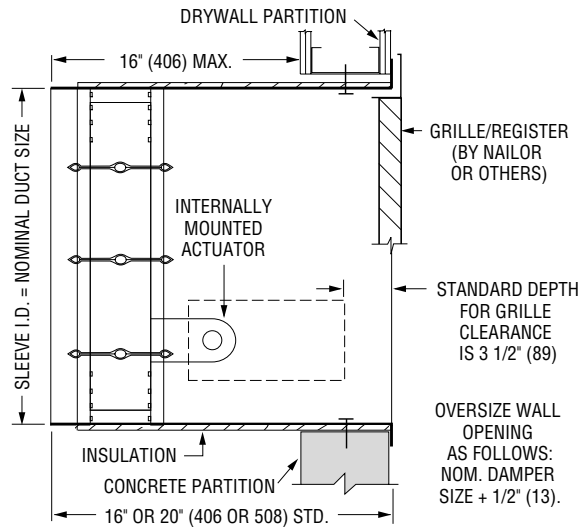 DRYWALL PARTITION
16" (406) MAX.
GRILLE/REGISTER
(BY NAILOR
OR OTHERS)
SLEEVE I.D. = NOMINAL DUCT SIZE
INTERNALLY
MOUNTED
ACTUATOR
STANDARD DEPTH
FOR GRILLE
CLEARANCE
IS 3 1/2" (89)
OVERSIZE WALL
OPENING
AS FOLLOWS:
NOM. DAMPER
SIZE + 1/2" (13).
INSULATION
CONCRETE PARTITION
16" OR 20" (406 OR 508) STD.